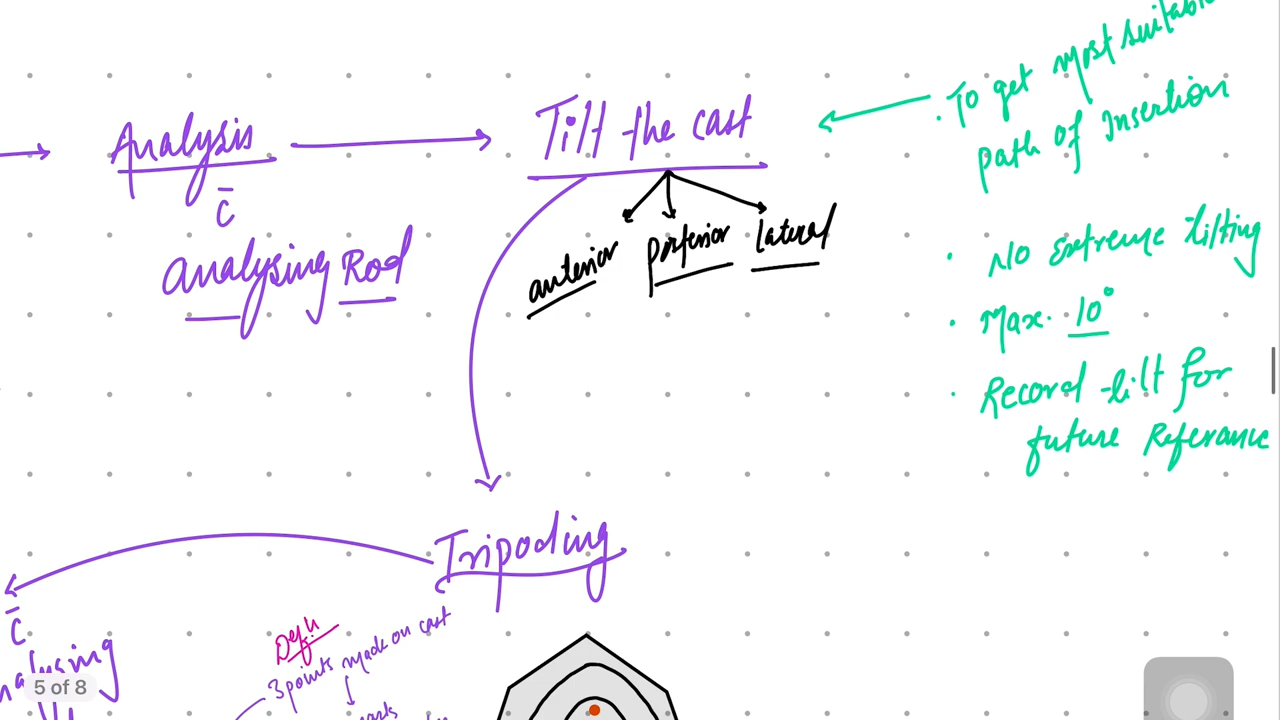 Analysis
c̄
analysing Rod
Tilt the cast
anterior posterior lateral
· To get most suitable
path of Insertion
· No extreme tilting
· Max. 10°
· Record tilt for
future Referance
Tripoding
c̄
Defn
3 points made on cast
5 of 8